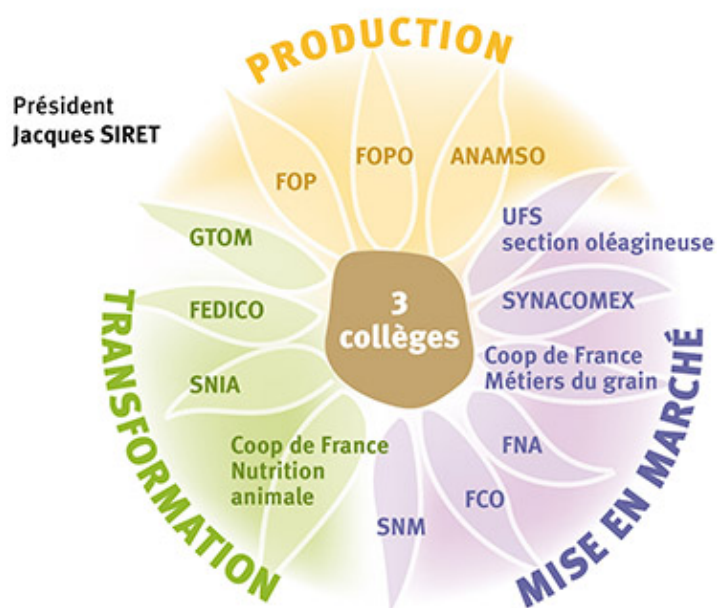 PRODUCTION
Président
Jacques SIRET
FOP
FOPO
ANAMSO
UFS
section oléagineuse
SYNACOMEX
Coop de France
Métiers du grain
FNA
FCO
SNM
MISE EN MARCHÉ
GTOM
FEDICO
SNIA
Coop de France
Nutrition
animale
TRANSFORMATION
3
collèges